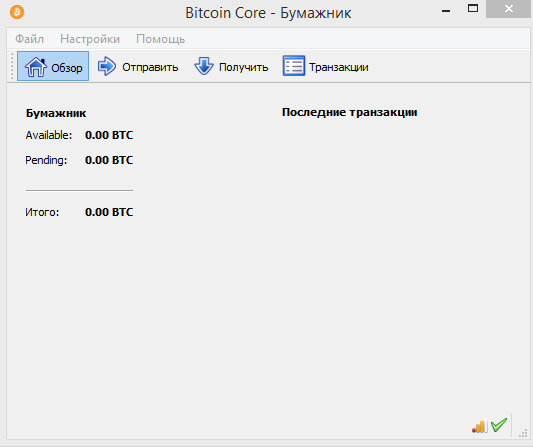 Bitcoin Core - Бумажник
Файл Настройки Помощь
Обзор Отправить Получить Транзакции
Бумажник Последние транзакции
Available: 0.00 BTC
Pending: 0.00 BTC
Итого: 0.00 BTC